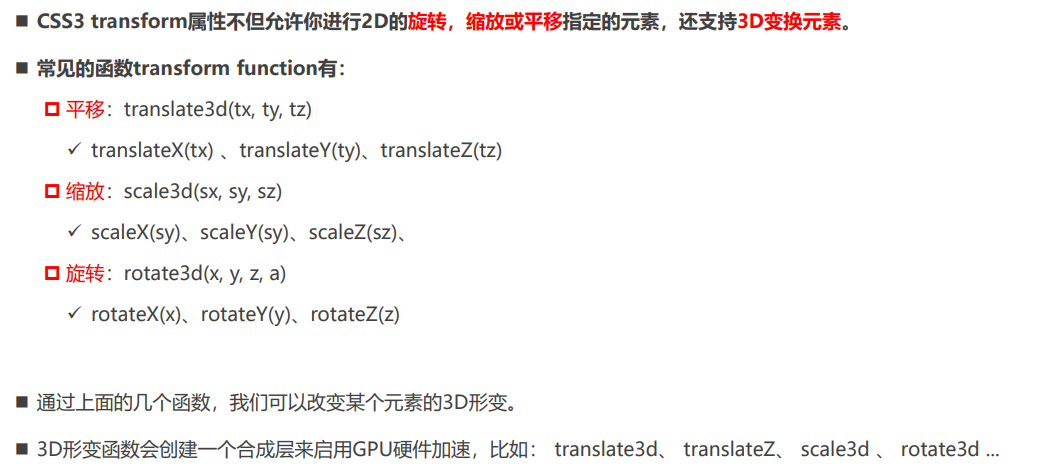 CSS3 transform属性不但允许你进行2D的旋转，缩放或平移指定的元素，还支持3D变换元素。
常见的函数transform function有：
平移：translate3d(tx, ty, tz)
translateX(tx) 、translateY(ty)、translateZ(tz)
缩放：scale3d(sx, sy, sz)
scaleX(sy)、scaleY(sy)、scaleZ(sz)、
旋转：rotate3d(x, y, z, a)
rotateX(x)、rotateY(y)、rotateZ(z)
通过上面的几个函数，我们可以改变某个元素的3D形变。
3D形变函数会创建一个合成层来启用GPU硬件加速，比如： translate3d、 translateZ、 scale3d 、 rotate3d ...